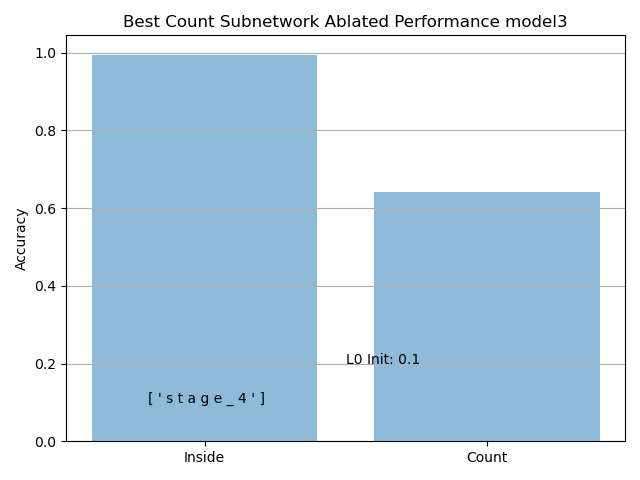 Best Count Subnetwork Ablated Performance model3
Accuracy
1.0
0.8
0.6
0.4
0.2
0.0
L0 Init: 0.1
[ ' s t a g e _ 4 ' ]
Inside
Count